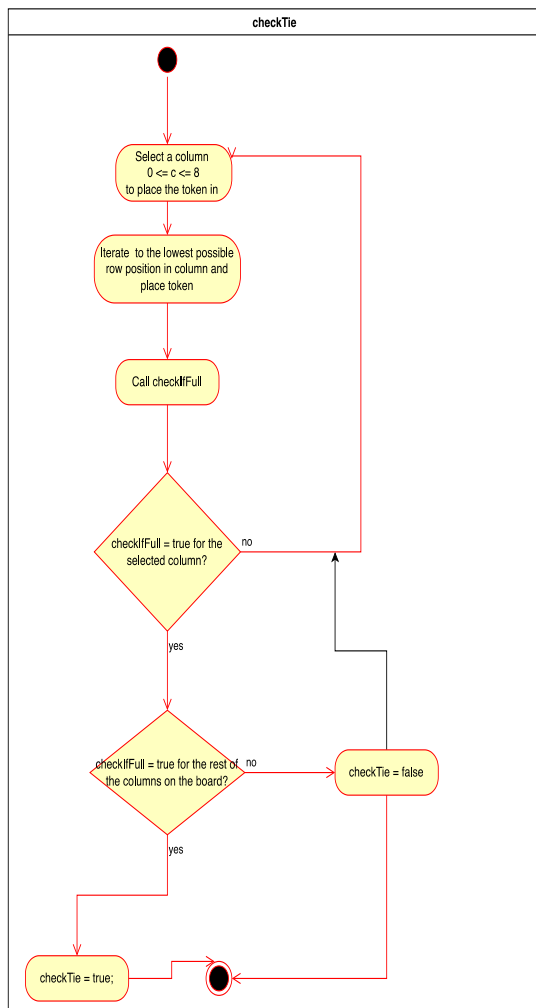 checkTie
Select a column
0 <= c <= 8
to place the token in
Iterate to the lowest possible
row position in column and
place token
Call checkIfFull
checkIfFull = true for the
selected column?
no
yes
checkIfFull = true for the rest of
the columns on the board?
no
checkTie = false
yes
checkTie = true;